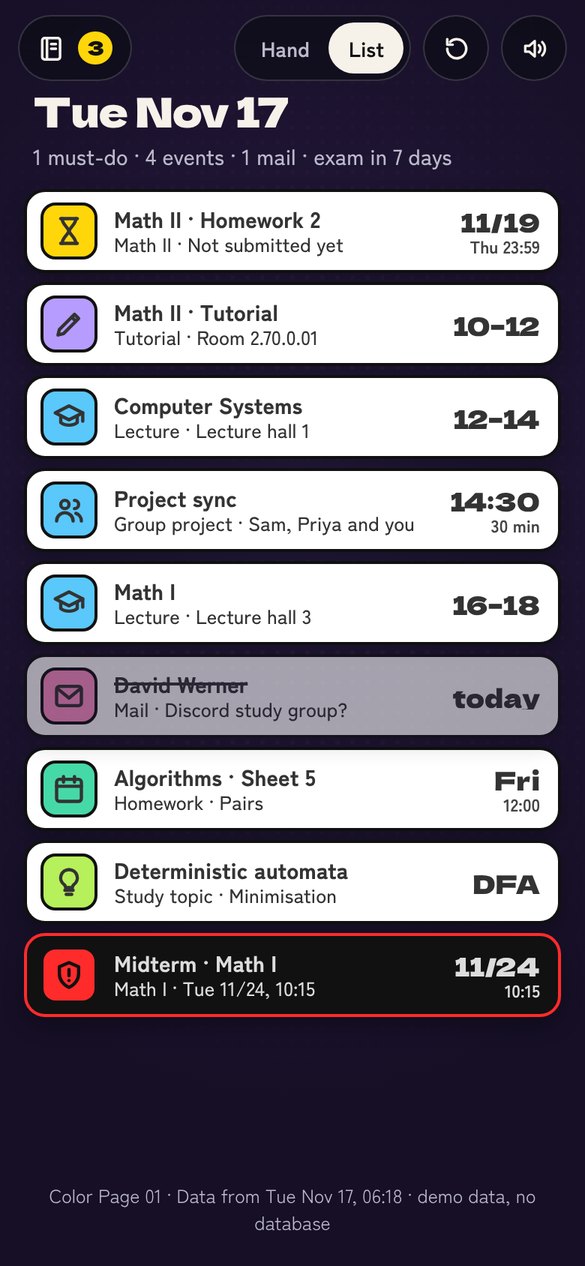 3
Hand
List
Tue Nov 17
1 must-do · 4 events · 1 mail · exam in 7 days
Math II · Homework 2
11/19
Math II · Not submitted yet
Thu 23:59
Math II · Tutorial
Tutorial · Room 2.70.0.01
10–12
Computer Systems
Lecture · Lecture hall 1
12–14
Project sync
14:30
Group project · Sam, Priya and you
30 min
Math I
Lecture · Lecture hall 3
16–18
David Werner
Mail · Discord study group?
today
Algorithms · Sheet 5
Fri
Homework · Pairs
12:00
Deterministic automata
Study topic · Minimisation
DFA
Midterm · Math I
11/24
Math I · Tue 11/24, 10:15
10:15
Color Page 01 · Data from Tue Nov 17, 06:18 · demo data, no
database